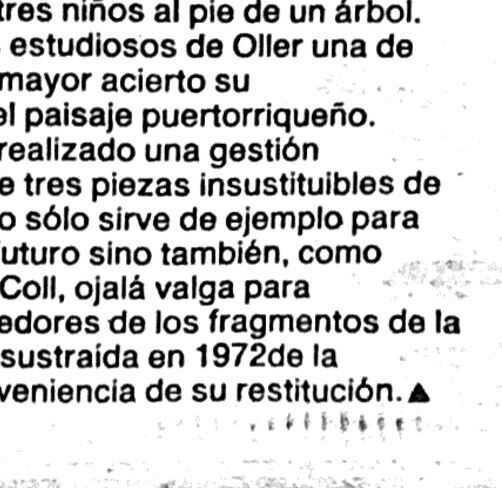 tres niños al pie de un árbol.
estudiosos de Oller una de
mayor acierto su
el paisaje puertorriqueño.
realizado una gestión
e tres piezas insustituibles de
o sólo sirve de ejemplo para
uturo sino también, como
Coll, ojalá valga para
edores de los fragmentos de la
sustraída en 1972de la
veniencia de su restitución.▲